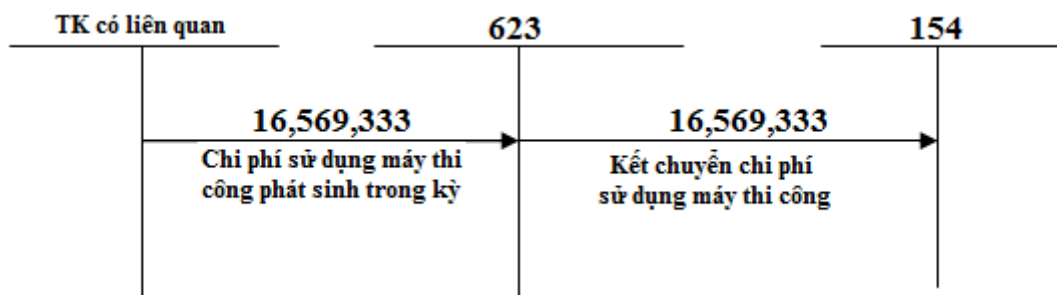 TK có liên quan
623
154
16,569,333
16,569,333
Chi phí sử dụng máy thi
công phát sinh trong kỳ
Kết chuyển chi phí
sử dụng máy thi công